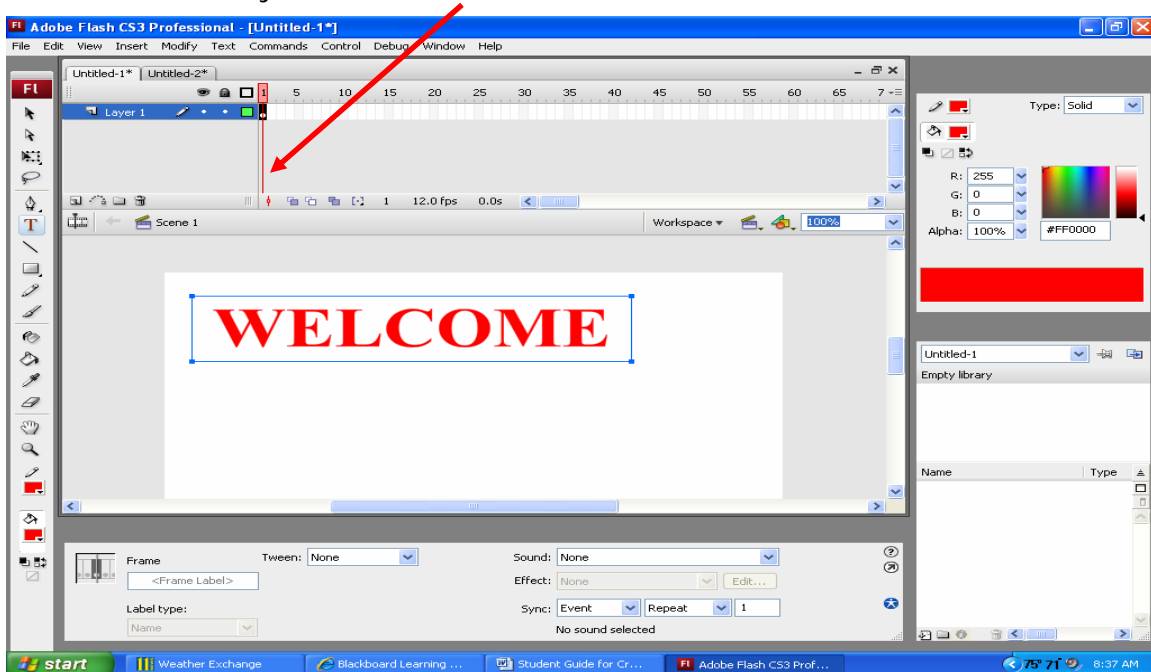 Adobe Flash CS3 Professional - [Untitled-1*]
File Edit View Insert Modify Text Commands Control Debug Window Help
Untitled-1* Untitled-2*
Fl
1 5 10 15 20 25 30 35 40 45 50 55 60 65 7
Layer 1
1 12.0 fps 0.0s
Scene 1 Workspace 100%
T
WELCOME
Type: Solid
R: 255
G: 0
B: 0
Alpha: 100% #FF0000
Untitled-1
Empty library
Name Type
Frame Tween: None Sound: None
<Frame Label> Effect: None Edit...
Label type: Sync: Event Repeat 1
Name No sound selected
start Weather Exchange Blackboard Learning ... Student Guide for Cr... Adobe Flash CS3 Prof... 75° 71 8:37 AM